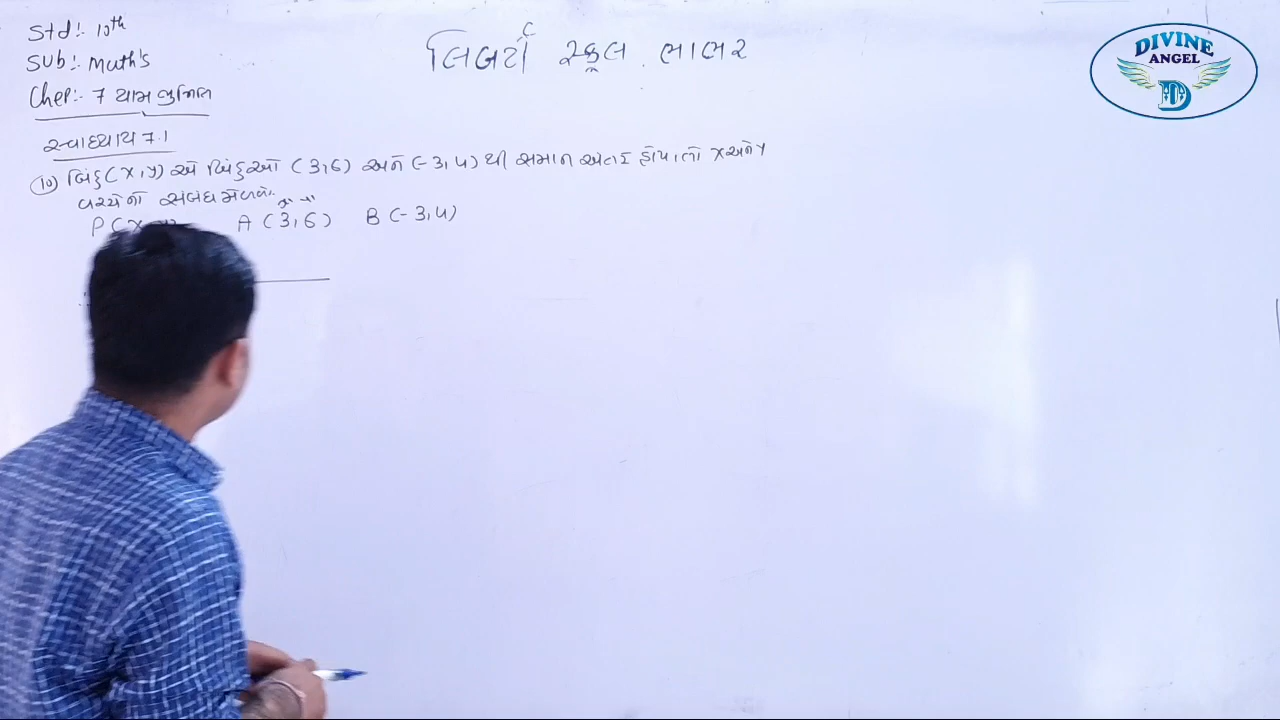 Std :- 10th
Sub :- Math's
Chep :- 7 યામ ભૂમિતિ
લિબર્ટી સ્કૂલ ભાભર
DIVINE
ANGEL
D
સ્વાધ્યાય 7.1
(10) બિંદુ (x, y) એ બિંદુઓ (3, 6) અને (-3, 4) થી સમાન અંતરે હોય, તો x અને y
વચ્ચેનો સંબંધ મેળવો.
P (x A (3, 6) B (-3, 4)